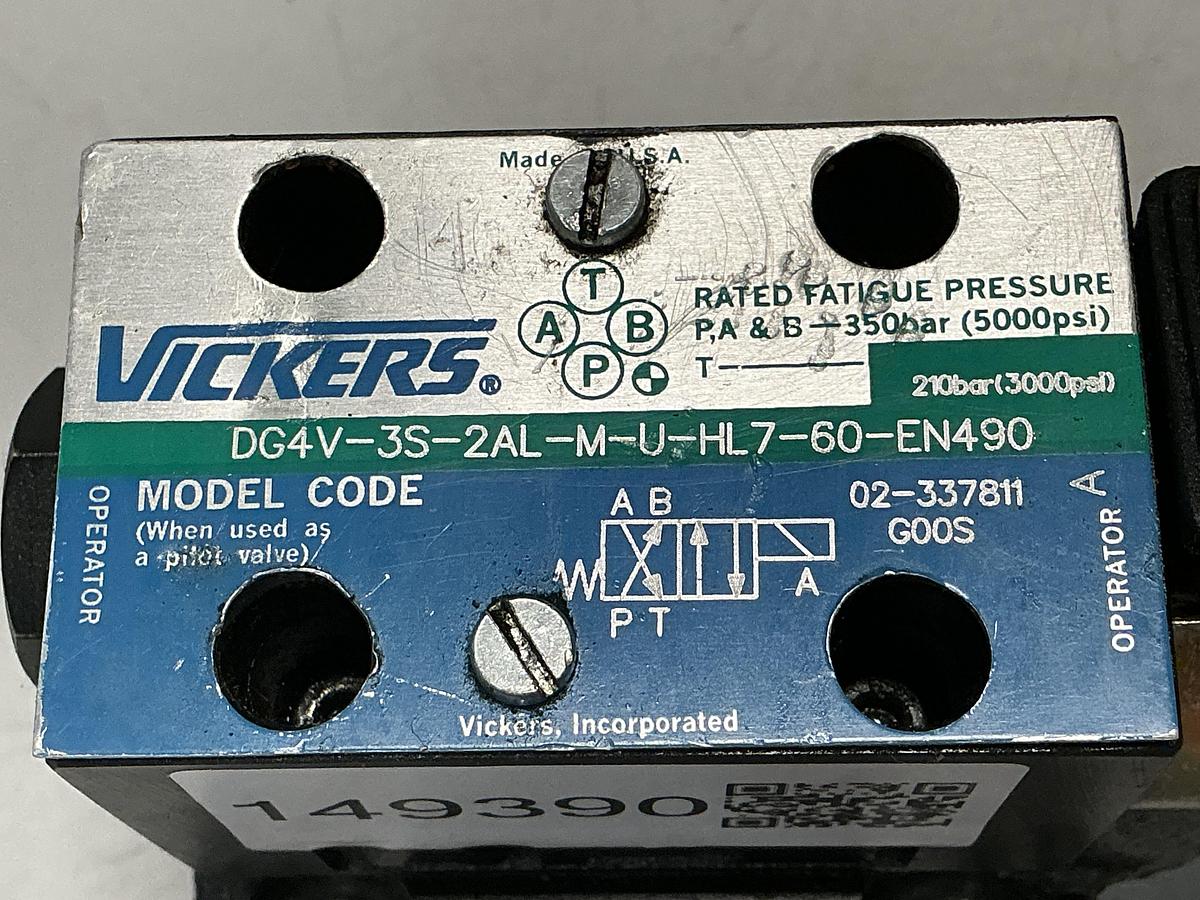 Made U.S.A.
T
A B
P
VICKERS®
RATED FATIGUE PRESSURE
P,A & B—350bar (5000psi)
T—
210bar(3000psi)
DG4V-3S-2AL-M-U-HL7-60-EN490
OPERATOR
MODEL CODE
(When used as
a pilot valve)
A B
P T
A
02-337811
G00S
OPERATOR A
Vickers, Incorporated
149390